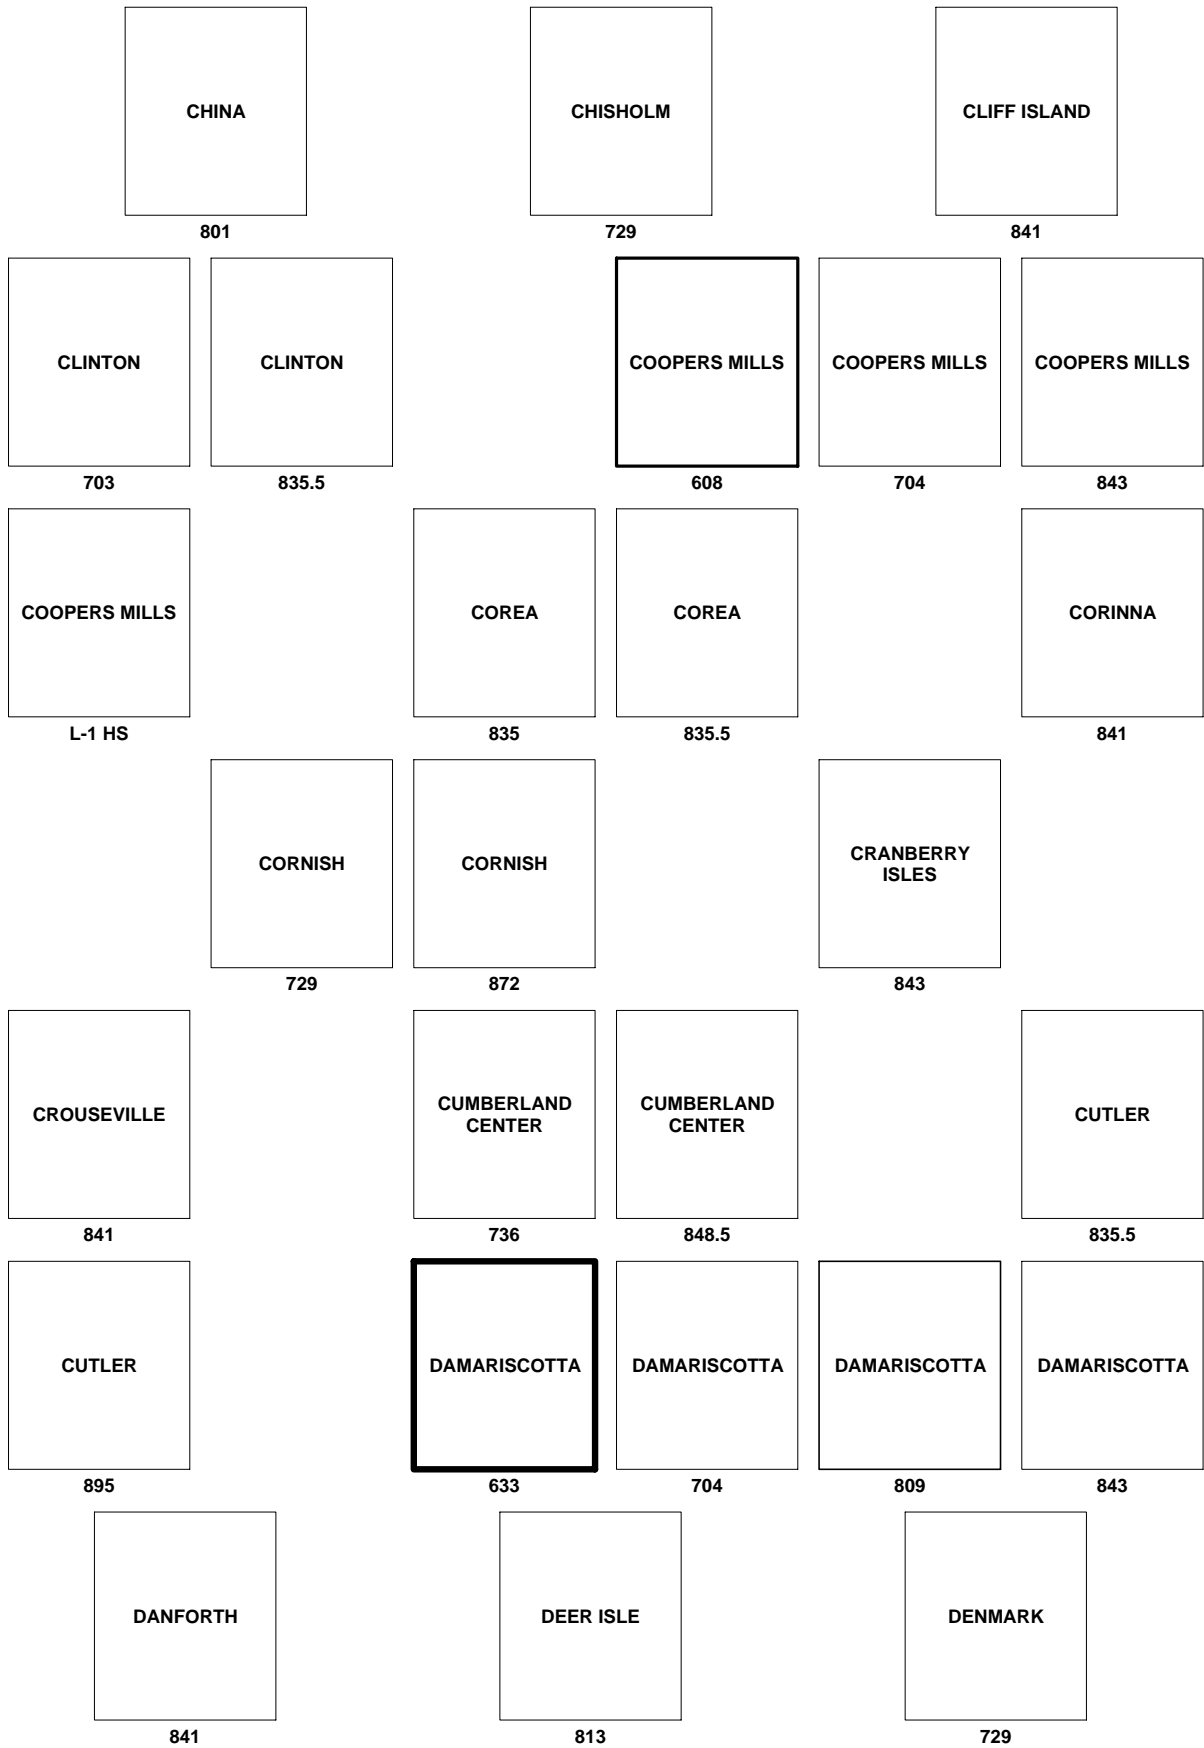 CHINA
801
CHISHOLM
729
CLIFF ISLAND
841
CLINTON
703
CLINTON
835.5
COOPERS MILLS
608
COOPERS MILLS
704
COOPERS MILLS
843
COOPERS MILLS
L-1 HS
COREA
835
COREA
835.5
CORINNA
841
CORNISH
729
CORNISH
872
CRANBERRY
ISLES
843
CROUSEVILLE
841
CUMBERLAND
CENTER
736
CUMBERLAND
CENTER
848.5
CUTLER
835.5
CUTLER
895
DAMARISCOTTA
633
DAMARISCOTTA
704
DAMARISCOTTA
809
DAMARISCOTTA
843
DANFORTH
841
DEER ISLE
813
DENMARK
729